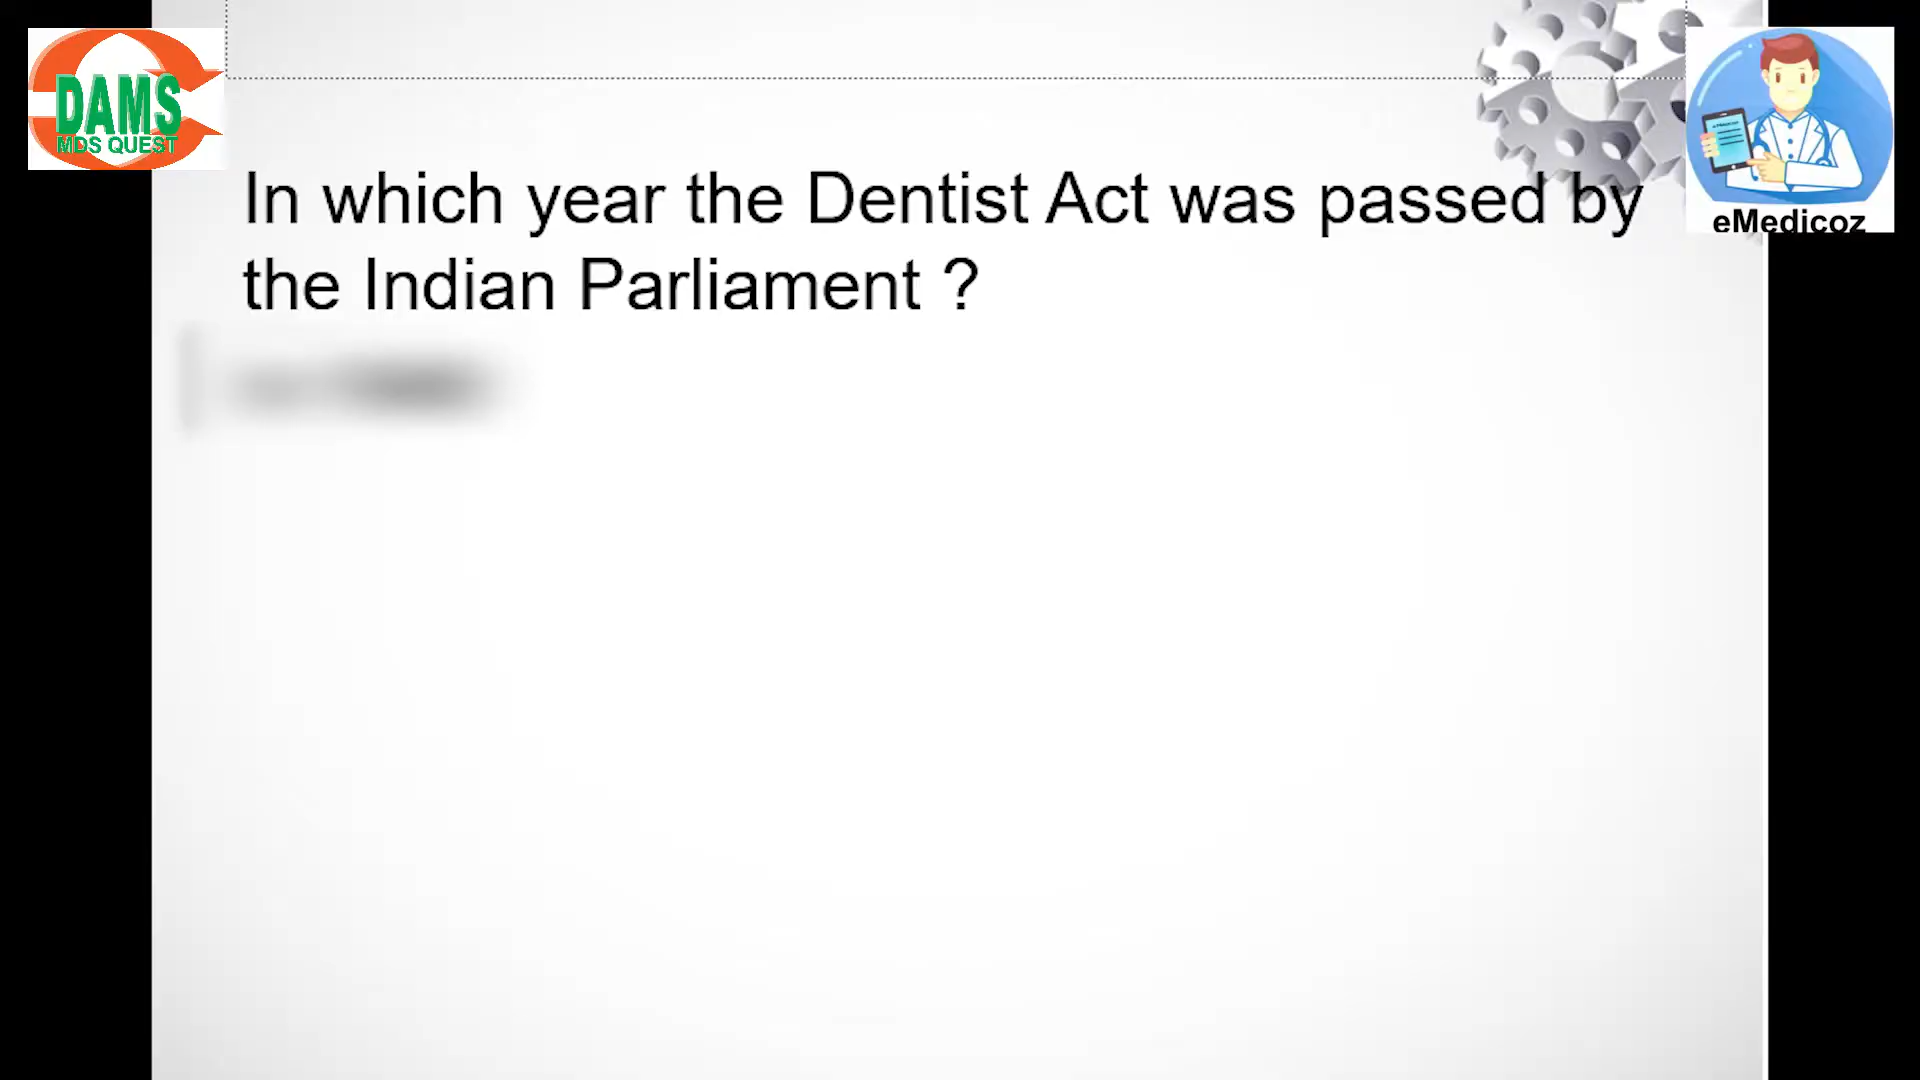 DAMS
MDS QUEST
In which year the Dentist Act was passed by
the Indian Parliament ?
eMedicoz